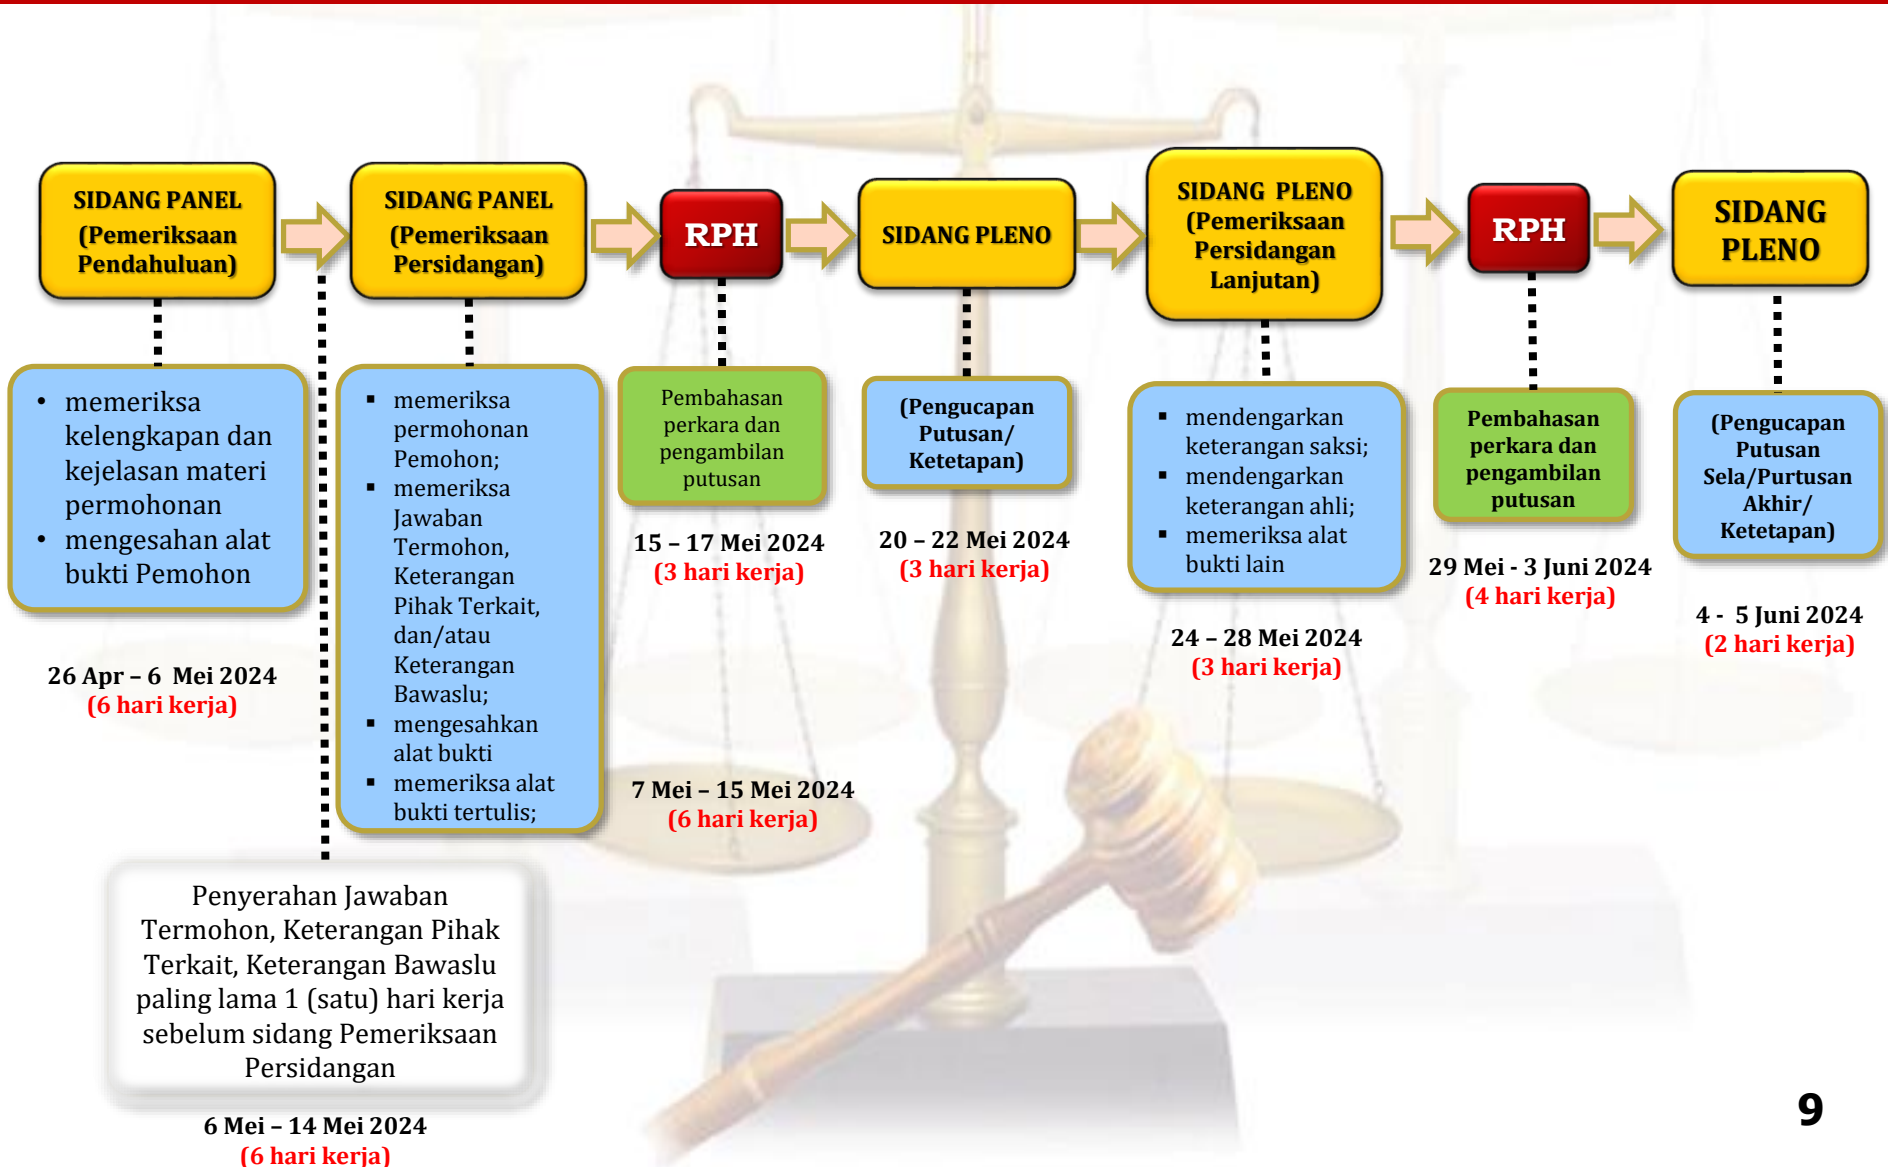 SIDANG PANEL
(Pemeriksaan
Pendahuluan)
SIDANG PANEL
(Pemeriksaan
Persidangan)
RPH
SIDANG PLENO
SIDANG PLENO
(Pemeriksaan
Persidangan
Lanjutan)
RPH
SIDANG
PLENO
• memeriksa
kelengkapan dan
kejelasan materi
permohonan
• mengesahan alat
bukti Pemohon
26 Apr – 6 Mei 2024
(6 hari kerja)
▪ memeriksa
permohonan
Pemohon;
▪ memeriksa
Jawaban
Termohon,
Keterangan
Pihak Terkait,
dan/atau
Keterangan
Bawaslu;
▪ mengesahkan
alat bukti
▪ memeriksa alat
bukti tertulis;
7 Mei – 15 Mei 2024
(6 hari kerja)
Pembahasan
perkara dan
pengambilan
putusan
15 – 17 Mei 2024
(3 hari kerja)
(Pengucapan
Putusan/
Ketetapan)
20 – 22 Mei 2024
(3 hari kerja)
▪ mendengarkan
keterangan saksi;
▪ mendengarkan
keterangan ahli;
▪ memeriksa alat
bukti lain
24 – 28 Mei 2024
(3 hari kerja)
Pembahasan
perkara dan
pengambilan
putusan
29 Mei - 3 Juni 2024
(4 hari kerja)
(Pengucapan
Putusan
Sela/Purtusan
Akhir/
Ketetapan)
4 - 5 Juni 2024
(2 hari kerja)
Penyerahan Jawaban
Termohon, Keterangan Pihak
Terkait, Keterangan Bawaslu
paling lama 1 (satu) hari kerja
sebelum sidang Pemeriksaan
Persidangan
6 Mei – 14 Mei 2024
(6 hari kerja)
9